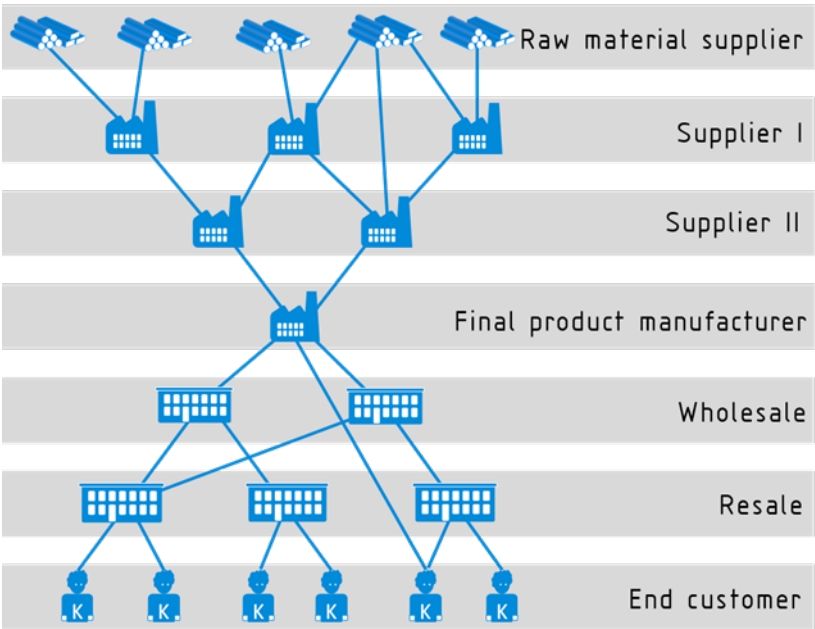 Raw material supplier
Supplier I
Supplier II
Final product manufacturer
Wholesale
Resale
K K K K K K
End customer